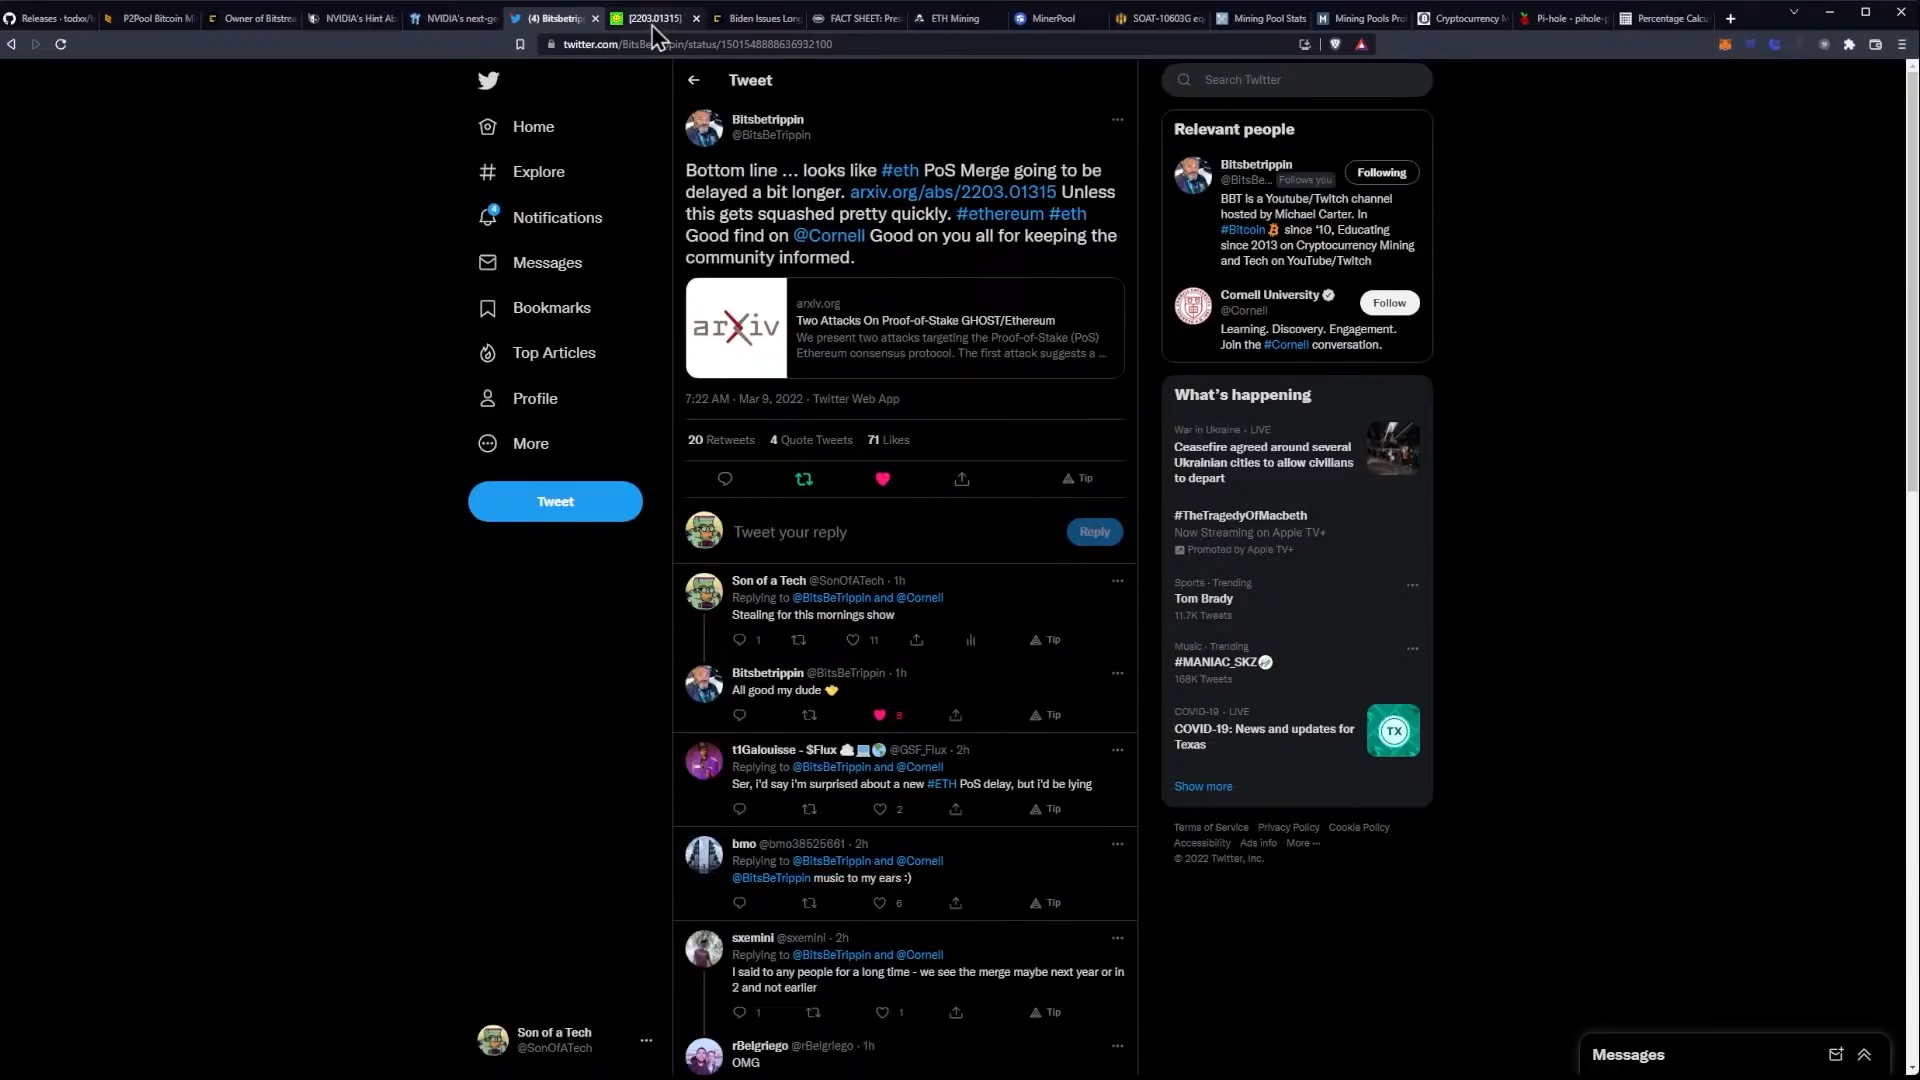 Releases · todxx/t
P2Pool Bitcoin Mi
Owner of Bitstrea
NVIDIA's Hint Ab
NVIDIA's next-ge
(4) Bitsbetrippi
[2203.01315]
Biden Issues Long
FACT SHEET: Pres
ETH Mining
MinerPool
SOAT-10603G eq
Mining Pool Stats
Mining Pools Pro
Cryptocurrency M
Pi-hole - pihole-p
Percentage Calcu
twitter.com/BitsBe pin/status/1501548888636932100
Home
Explore
4
Notifications
Messages
Bookmarks
Top Articles
Profile
More
Tweet
Son of a Tech
@SonOfATech
Tweet
Bitsbetrippin
@BitsBeTrippin
Bottom line ... looks like #eth PoS Merge going to be
delayed a bit longer. arxiv.org/abs/2203.01315 Unless
this gets squashed pretty quickly. #ethereum #eth
Good find on @Cornell Good on you all for keeping the
community informed.
arXiv
arxiv.org
Two Attacks On Proof-of-Stake GHOST/Ethereum
We present two attacks targeting the Proof-of-Stake (PoS)
Ethereum consensus protocol. The first attack suggests a ...
7:22 AM · Mar 9, 2022 · Twitter Web App
20 Retweets 4 Quote Tweets 71 Likes
Tip
Tweet your reply
Reply
Son of a Tech @SonOfATech · 1h
Replying to @BitsBeTrippin and @Cornell
Stealing for this mornings show
1 11 Tip
Bitsbetrippin @BitsBeTrippin · 1h
All good my dude
8 Tip
t1Galouisse - $Flux @GSF_Flux · 2h
Replying to @BitsBeTrippin and @Cornell
Ser, i'd say i'm surprised about a new #ETH PoS delay, but i'd be lying
2 Tip
bmo @bmo38525661 · 2h
Replying to @BitsBeTrippin and @Cornell
@BitsBeTrippin music to my ears :)
6 Tip
sxemini @sxemini · 2h
Replying to @BitsBeTrippin and @Cornell
I said to any people for a long time - we see the merge maybe next year or in
2 and not earlier
1 1 Tip
rBelgriego @rBelgriego · 1h
OMG
Search Twitter
Relevant people
Bitsbetrippin
@BitsBe... Follows you
Following
BBT is a Youtube/Twitch channel
hosted by Michael Carter. In
#Bitcoin since '10, Educating
since 2013 on Cryptocurrency Mining
and Tech on YouTube/Twitch
Cornell University
@Cornell
Follow
Learning. Discovery. Engagement.
Join the #Cornell conversation.
What's happening
War in Ukraine · LIVE
Ceasefire agreed around several
Ukrainian cities to allow civilians
to depart
#TheTragedyOfMacbeth
Now Streaming on Apple TV+
Promoted by Apple TV+
Sports · Trending
Tom Brady
11.7K Tweets
Music · Trending
#MANIAC_SKZ
168K Tweets
COVID-19 · LIVE
COVID-19: News and updates for
Texas
TX
Show more
Terms of Service Privacy Policy Cookie Policy
Accessibility Ads info More ···
© 2022 Twitter, Inc.
Messages